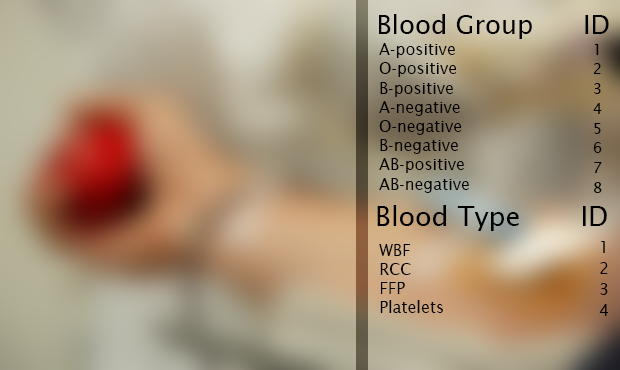 Blood Group ID
A-positive 1
O-positive 2
B-positive 3
A-negative 4
O-negative 5
B-negative 6
AB-positive 7
AB-negative 8
Blood Type ID
WBF 1
RCC 2
FFP 3
Platelets 4